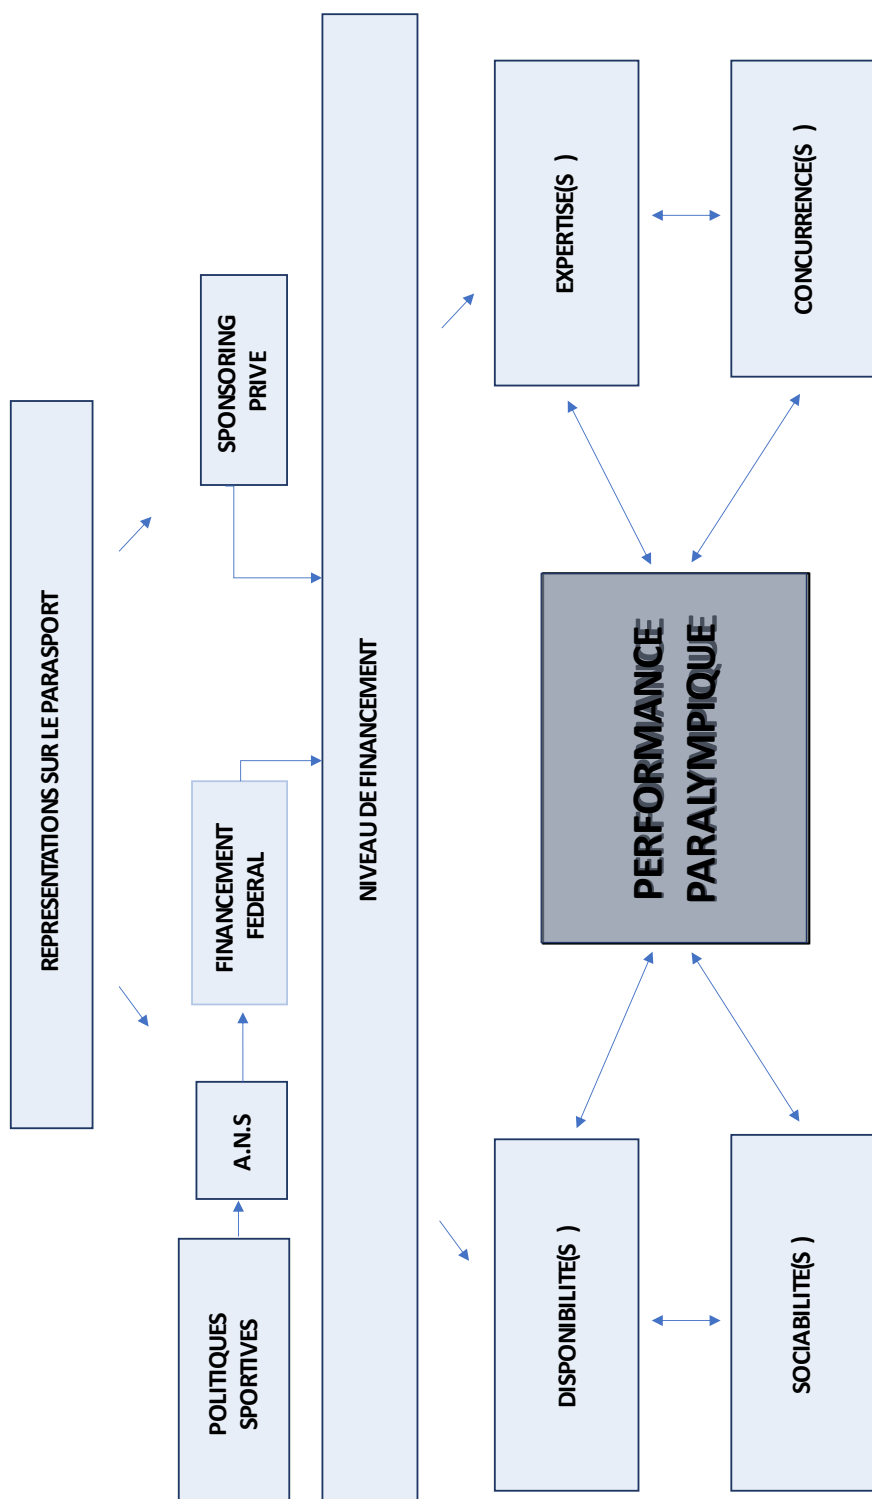 REPRESENTATIONS SUR LE PARASPORT
POLITIQUES
SPORTIVES
A.N.S
FINANCEMENT
FEDERAL
SPONSORING
PRIVE
NIVEAU DE FINANCEMENT
DISPONIBILITE(S )
PERFORMANCE
PARALYMPIQUE
EXPERTISE(S )
SOCIABILITE(S )
CONCURRENCE(S )